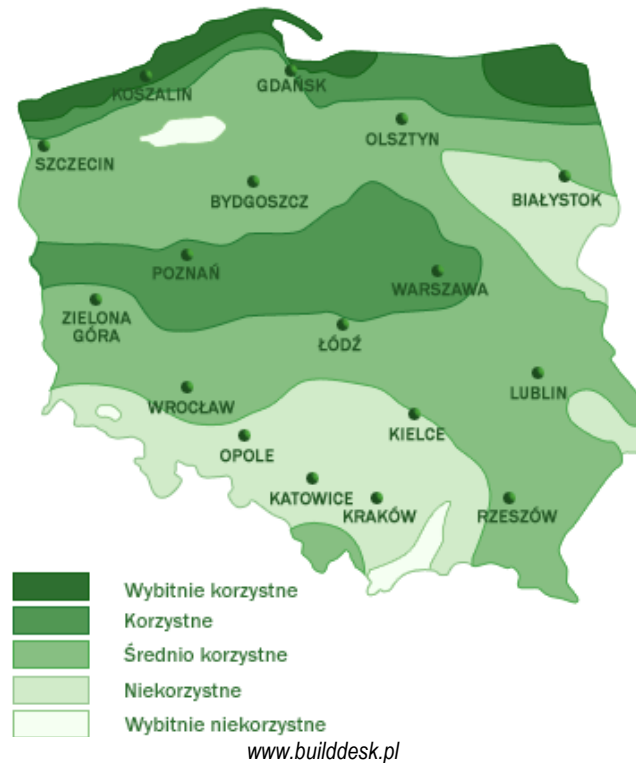 KOSZALIN
GDAŃSK
OLSZTYN
SZCZECIN
BYDGOSZCZ
BIAŁYSTOK
POZNAŃ
WARSZAWA
ZIELONA
GÓRA
ŁÓDŹ
WROCŁAW
LUBLIN
KIELCE
OPOLE
KATOWICE
KRAKÓW
RZESZÓW
Wybitnie korzystne
Korzystne
Średnio korzystne
Niekorzystne
Wybitnie niekorzystne
www.builddesk.pl